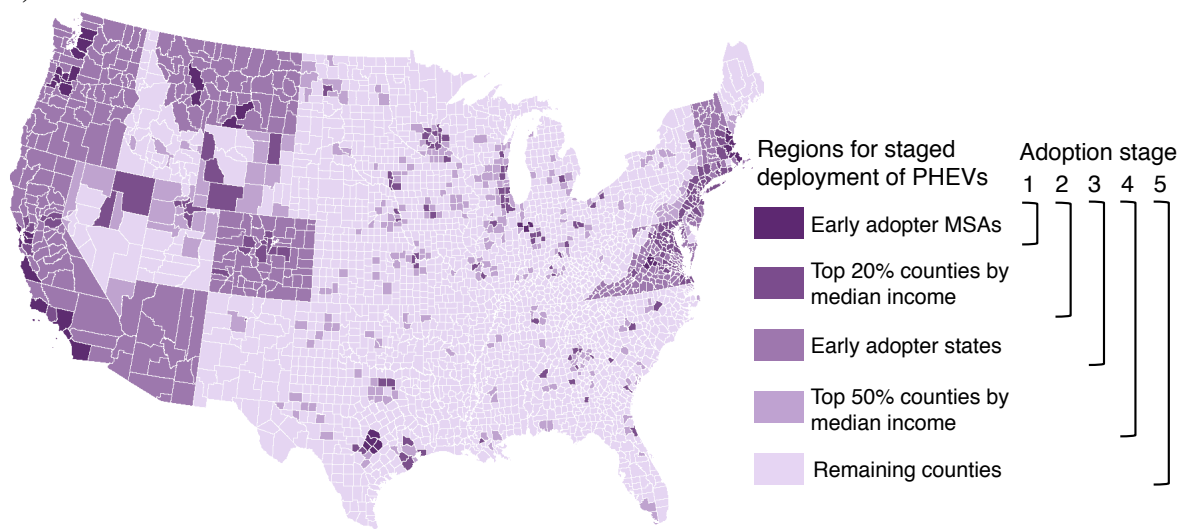 Regions for staged
deployment of PHEVs
Adoption stage
1 2 3 4 5
Early adopter MSAs
Top 20% counties by
median income
Early adopter states
Top 50% counties by
median income
Remaining counties